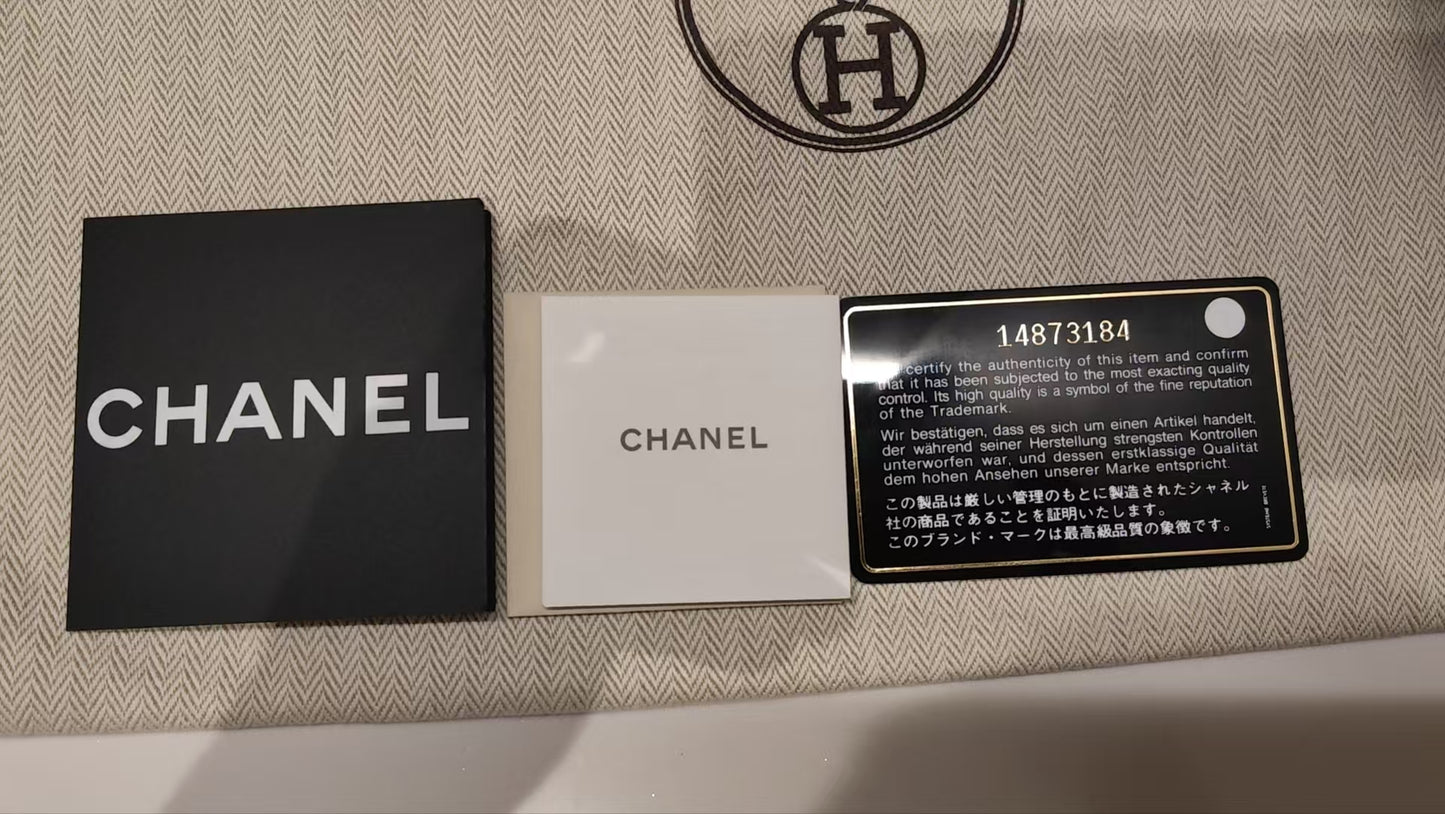 H
CHANEL
CHANEL
14873184
certify the authenticity of this item and confirm
that it has been subjected to the most exacting quality
control. Its high quality is a symbol of the fine reputation
of the Trademark.
Wir bestätigen, dass es sich um einen Artikel handelt,
der während seiner Herstellung strengsten Kontrollen
unterworfen war, und dessen erstklassige Qualität
dem hohen Ansehen unserer Marke entspricht.
この製品は厳しい管理のもとに製造されたシャネル
社の商品であることを証明いたします。
このブランド・マークは最高級品質の象徴です。